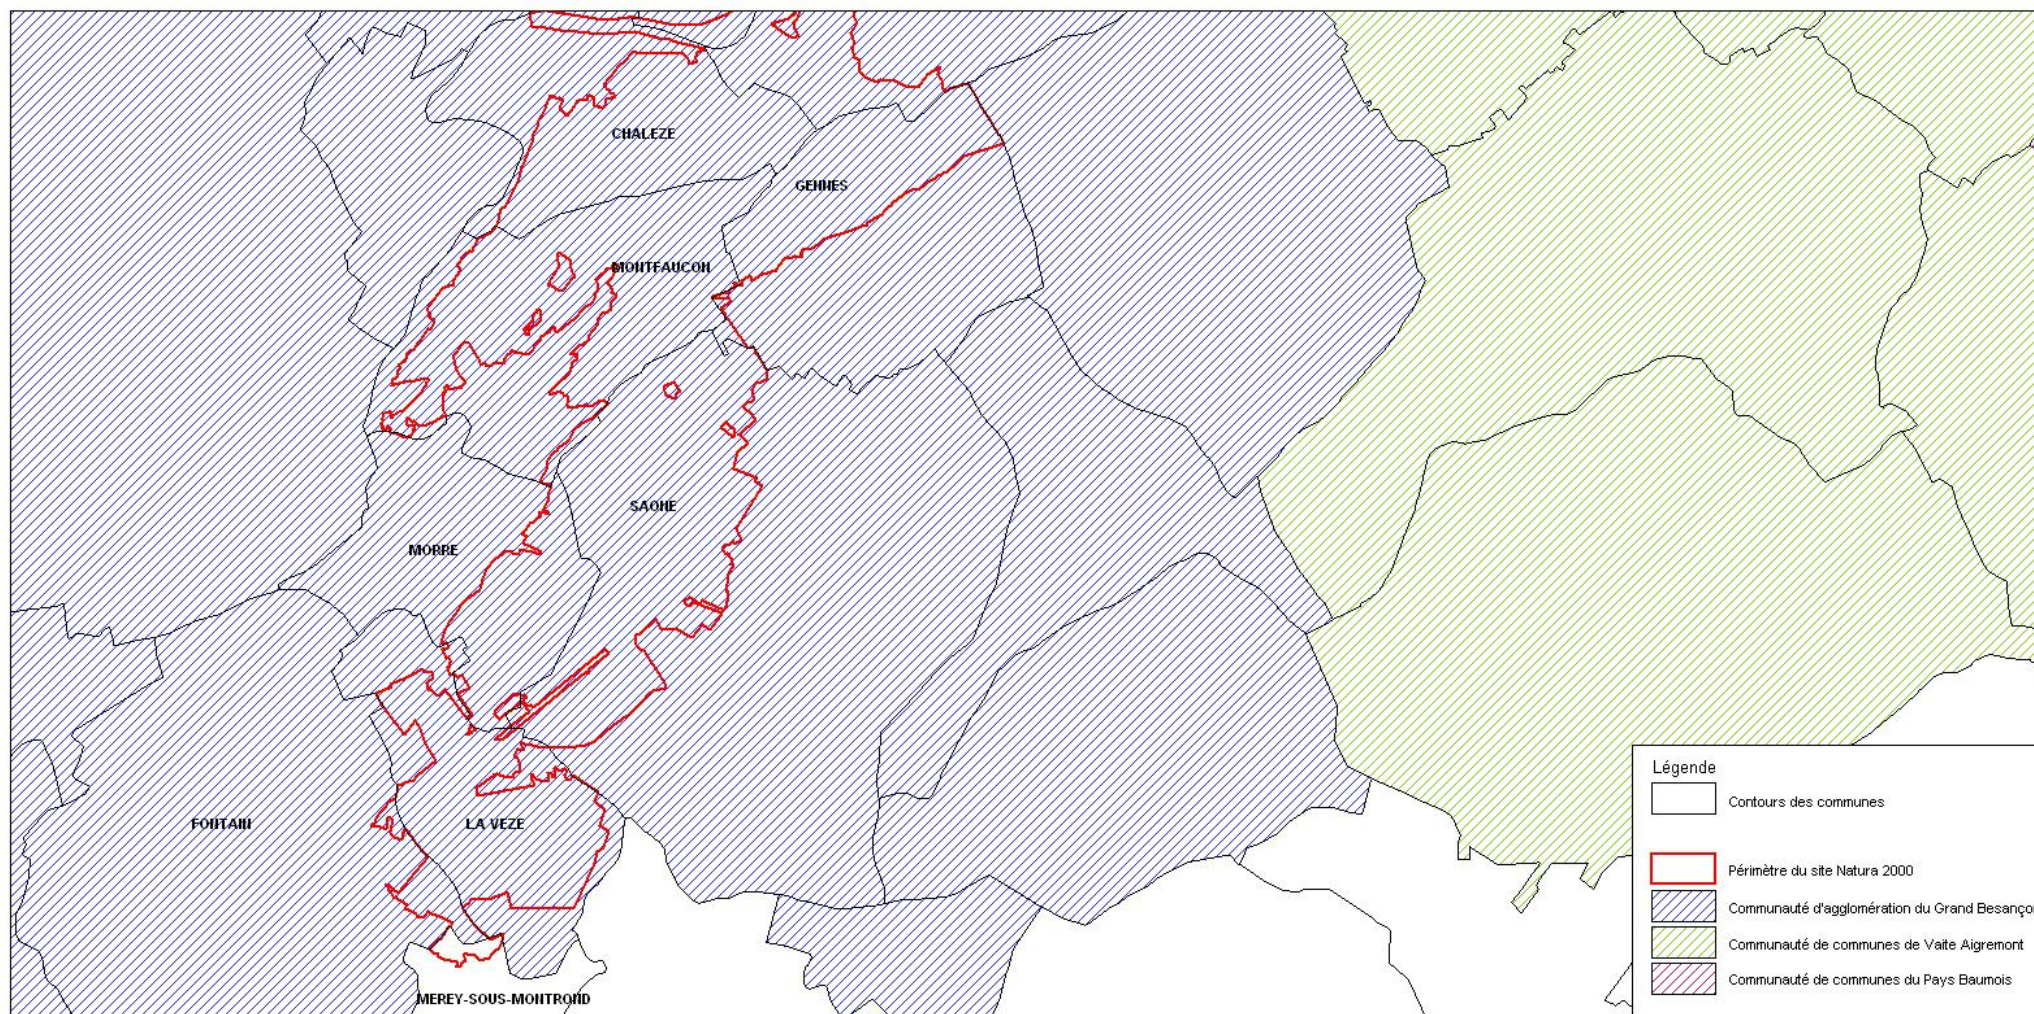 CHALEZE
GENNES
MONTFAUCON
SAONE
MORRE
FONTAIN
LA VEZE
MEREY-SOUS-MONTROND
Légende
Contours des communes
Périmètre du site Natura 2000
Communauté d'agglomération du Grand Besanço
Communauté de communes de Vaite Aigremont
Communauté de communes du Pays Baumois